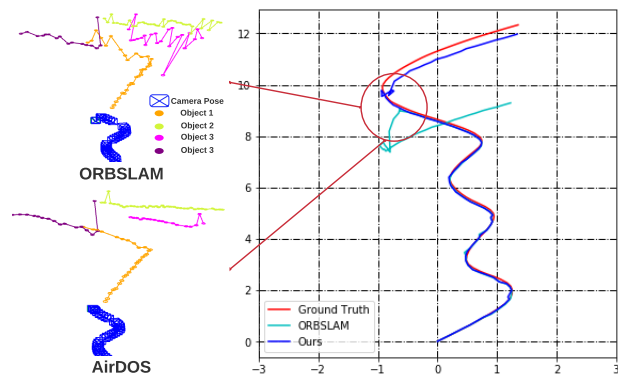 Camera Pose
Object 1
Object 2
Object 3
Object 3
ORBSLAM
AirDOS
12
10
8
6
4
2
0
−3
−2
−1
0
1
2
3
Ground Truth
ORBSLAM
Ours